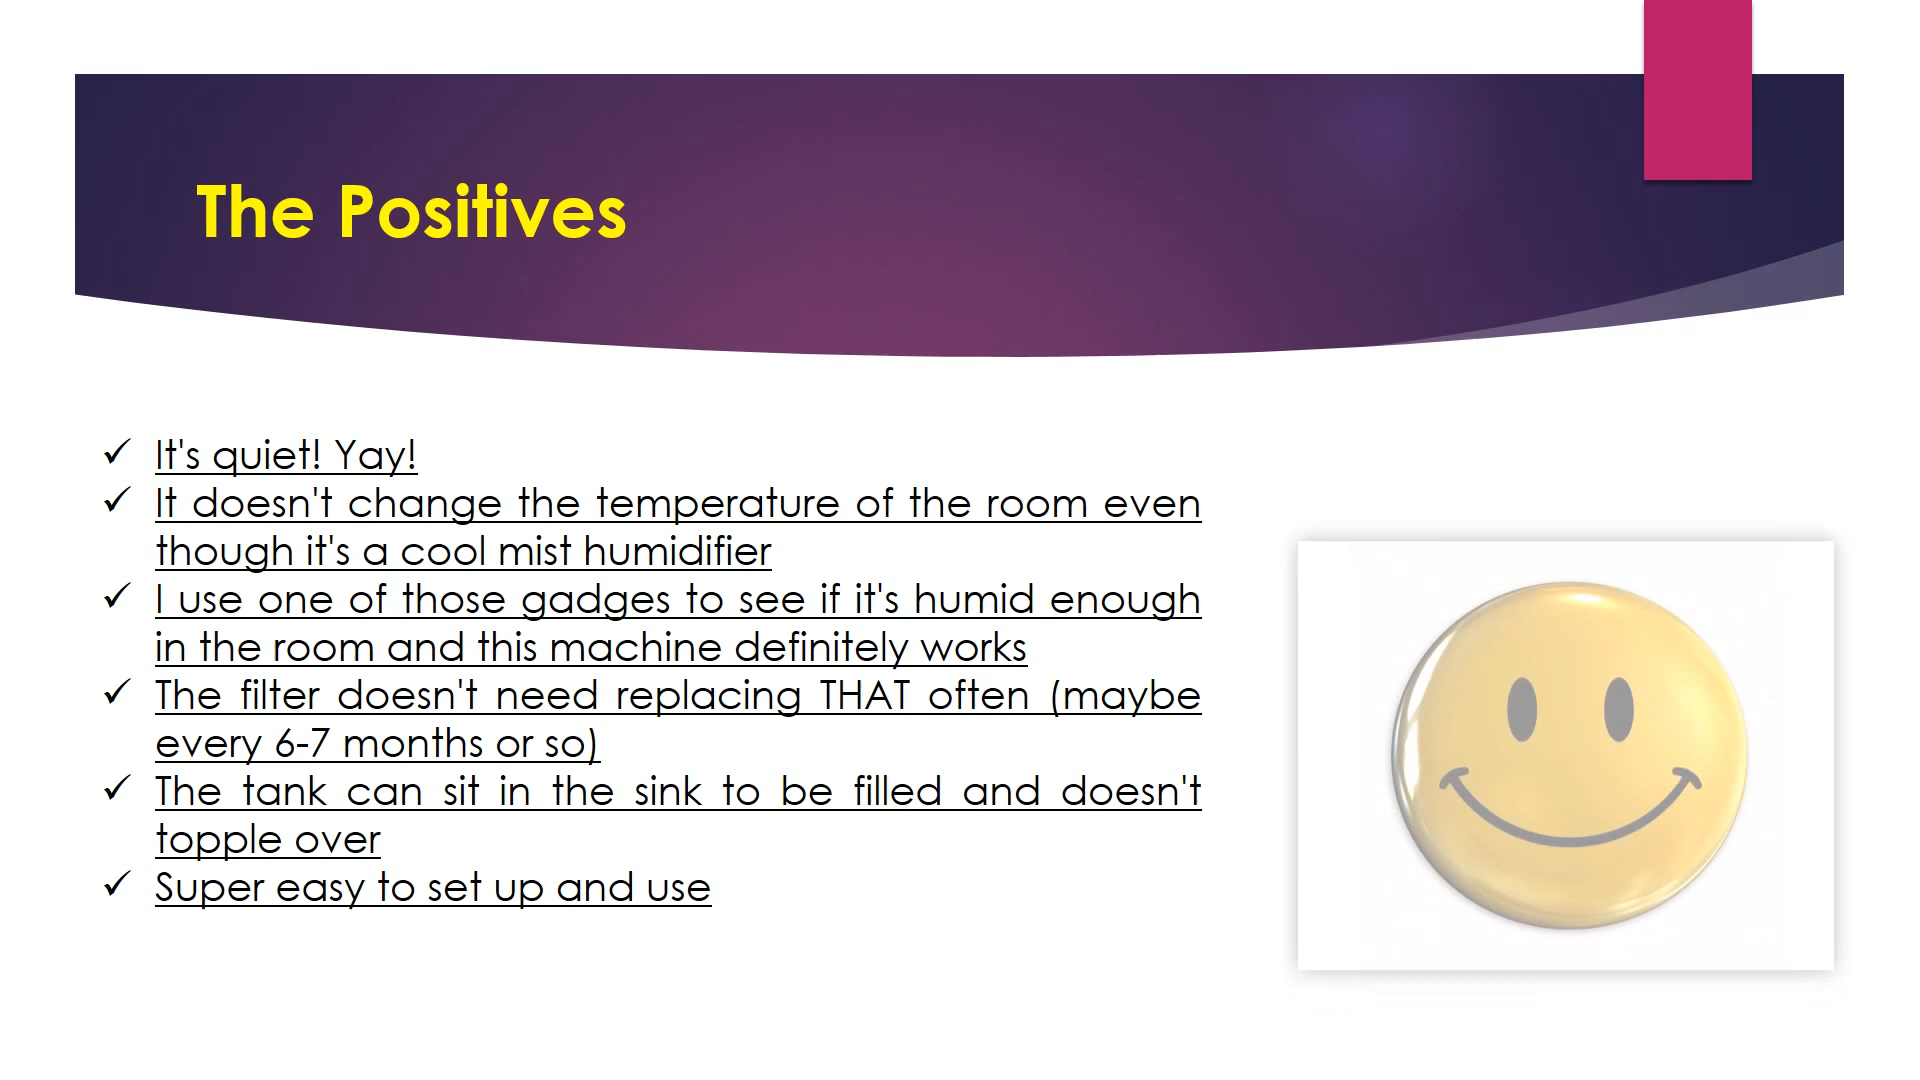 The Positives
✓ It's quiet! Yay!
✓ It doesn't change the temperature of the room even
though it's a cool mist humidifier
✓ I use one of those gadges to see if it's humid enough
in the room and this machine definitely works
✓ The filter doesn't need replacing THAT often (maybe
every 6-7 months or so)
✓ The tank can sit in the sink to be filled and doesn't
topple over
✓ Super easy to set up and use